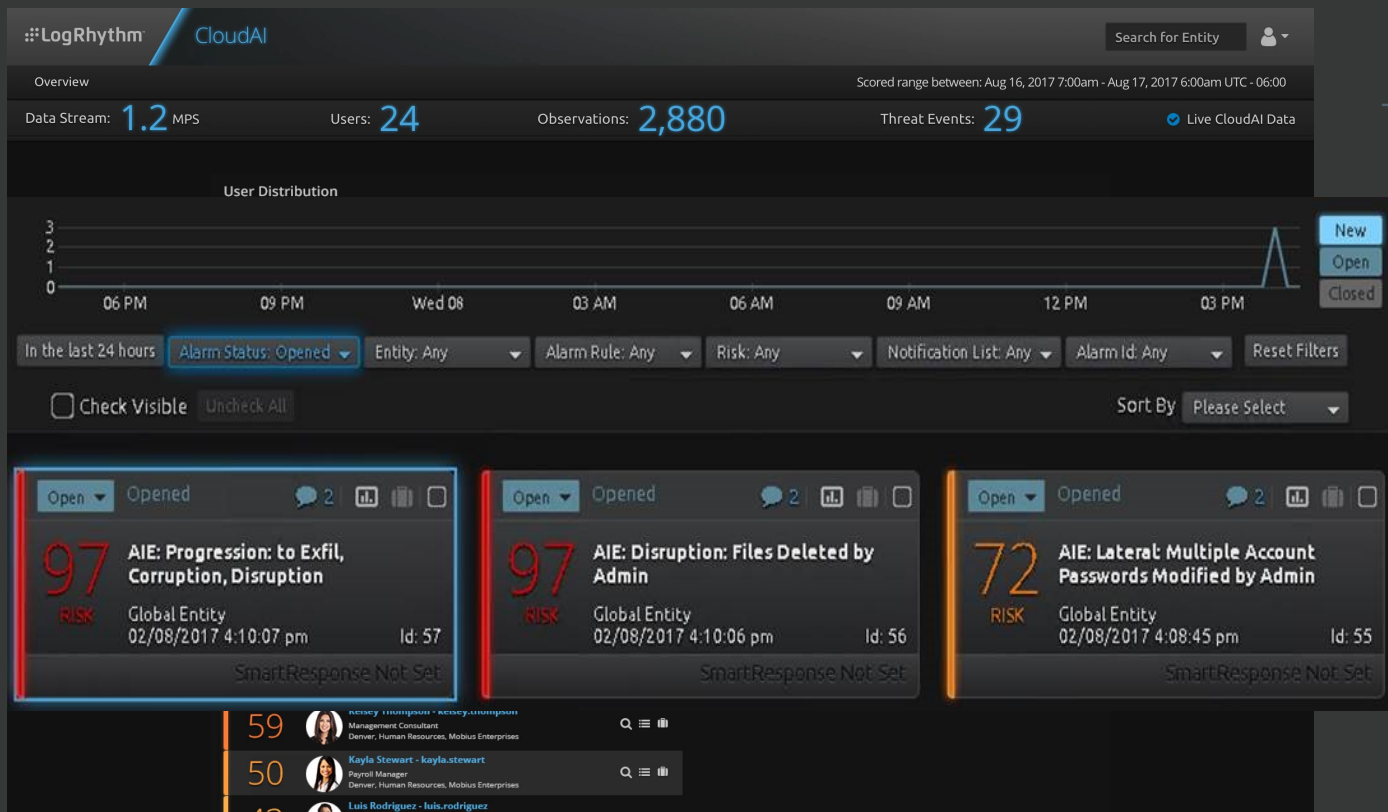 LogRhythm CloudAI Search for Entity
Overview Scored range between: Aug 16, 2017 7:00am - Aug 17, 2017 6:00am UTC - 06:00
Data Stream: 1.2 MPS Users: 24 Observations: 2,880 Threat Events: 29 Live CloudAI Data
User Distribution
3
2
1
0
06 PM 09 PM Wed 08 03 AM 06 AM 09 AM 12 PM 03 PM
New
Open
Closed
In the last 24 hours Alarm Status: Opened Entity: Any Alarm Rule: Any Risk: Any Notification List: Any Alarm Id: Any Reset Filters
Check Visible Uncheck All Sort By Please Select
Open Opened 2
97
RISK
AIE: Progression: to Exfil,
Corruption, Disruption
Global Entity
02/08/2017 4:10:07 pm Id: 57
SmartResponse Not Set
Open Opened 2
97
RISK
AIE: Disruption: Files Deleted by
Admin
Global Entity
02/08/2017 4:10:06 pm Id: 56
SmartResponse Not Set
Open Opened 2
72
RISK
AIE: Lateral: Multiple Account
Passwords Modified by Admin
Global Entity
02/08/2017 4:08:45 pm Id: 55
SmartResponse Not Set
59
Kelsey Thompson - kelsey.thompson
Management Consultant
Denver, Human Resources, Mobius Enterprises
50
Kayla Stewart - kayla.stewart
Payroll Manager
Denver, Human Resources, Mobius Enterprises
Luis Rodriguez - luis.rodriguez